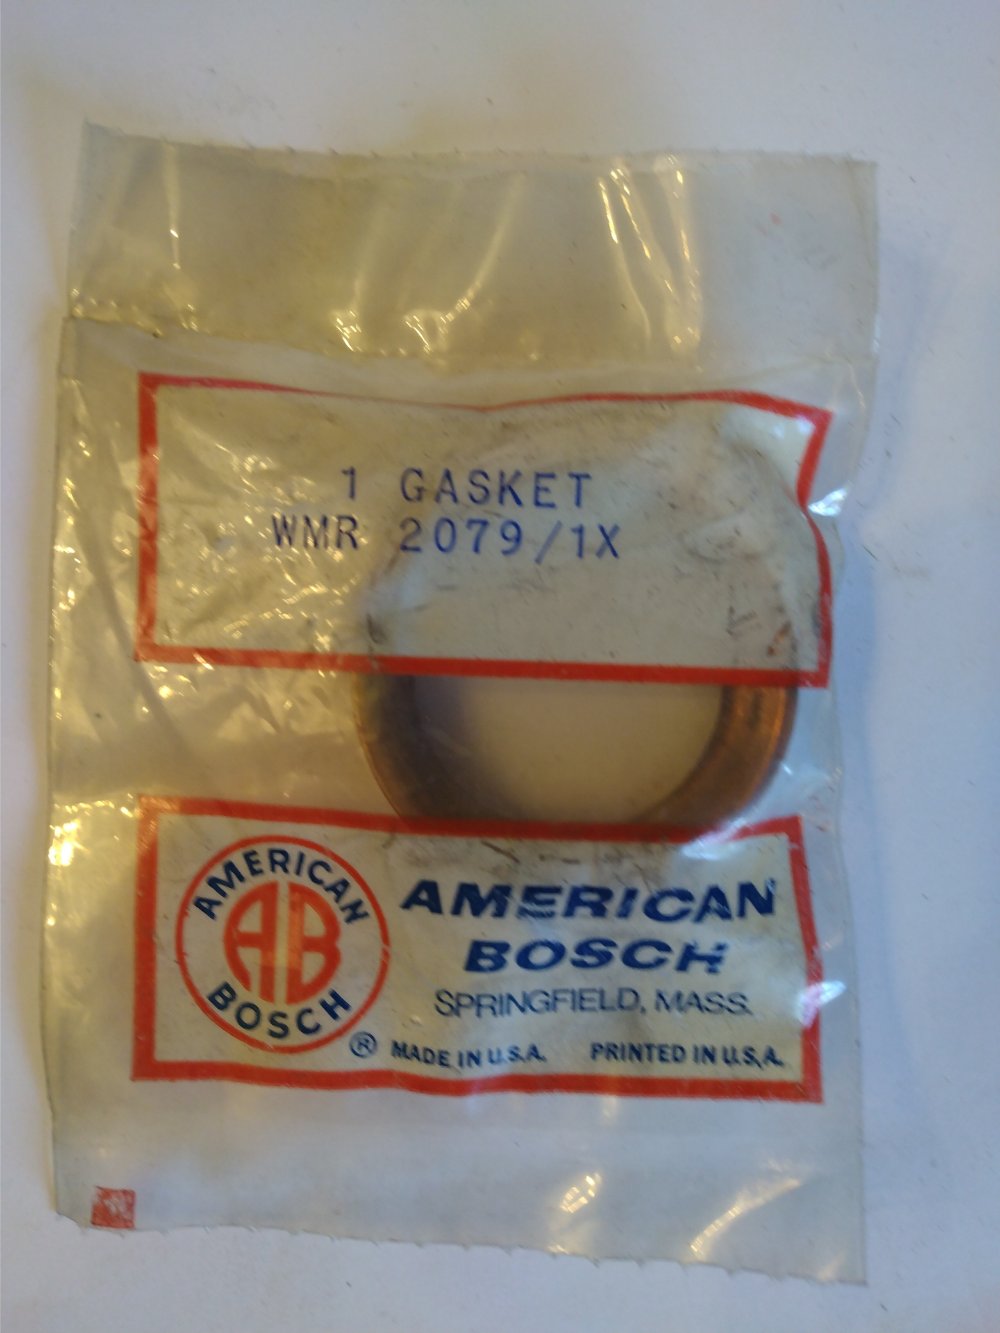 1 GASKET
WMR 2079/1X
AMERICAN
AB
BOSCH
®
AMERICAN
BOSCH
SPRINGFIELD, MASS.
MADE IN U.S.A. PRINTED IN U.S.A.